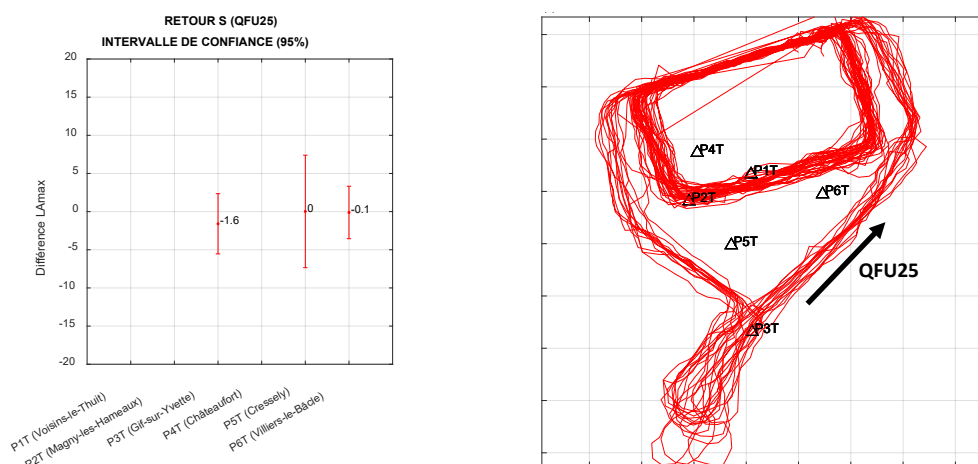 RETOUR S (QFU25)
INTERVALLE DE CONFIANCE (95%)
20
15
10
5
0
-5
-10
-15
-20
Différence LAmax
-1.6
0
-0.1
P1T (Voisins-le-Thuit)
P2T (Magny-les-Hameaux)
P3T (Gif-sur-Yvette)
P4T (Châteaufort)
P5T (Cressely)
P6T (Villiers-le-Bâcle)
P4T
P1T
P6T
P2T
P5T
QFU25
P3T